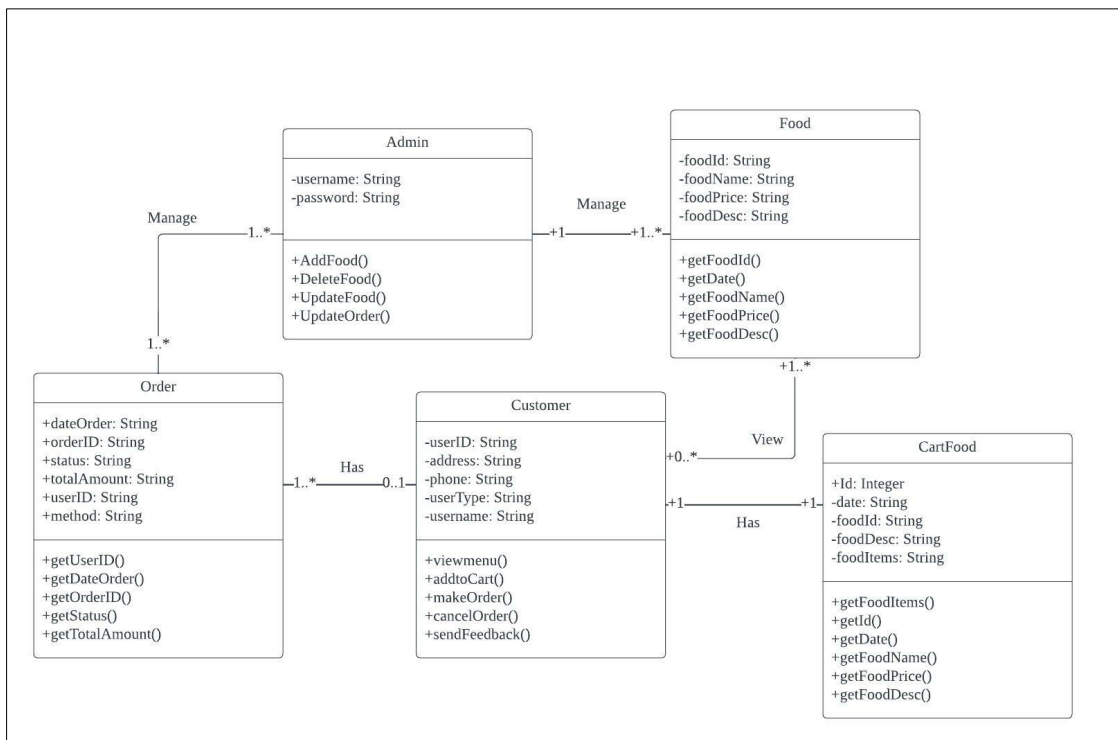 Admin
-username: String
-password: String
+AddFood()
+DeleteFood()
+UpdateFood()
+UpdateOrder()
Manage
+1
+1..*
Food
-foodId: String
-foodName: String
-foodPrice: String
-foodDesc: String
+getFoodId()
+getDate()
+getFoodName()
+getFoodPrice()
+getFoodDesc()
Manage
1..*
1..*
Order
+dateOrder: String
+orderID: String
+status: String
+totalAmount: String
+userID: String
+method: String
+getUserID()
+getDateOrder()
+getOrderID()
+getStatus()
+getTotalAmount()
Has
1..*
0..1
Customer
-userID: String
-address: String
-phone: String
-userType: String
-username: String
+viewmenu()
+addtoCart()
+makeOrder()
+cancelOrder()
+sendFeedback()
+1..*
View
+0..*
+1
+1
Has
CartFood
+Id: Integer
-date: String
-foodId: String
-foodDesc: String
-foodItems: String
+getFoodItems()
+getId()
+getDate()
+getFoodName()
+getFoodPrice()
+getFoodDesc()